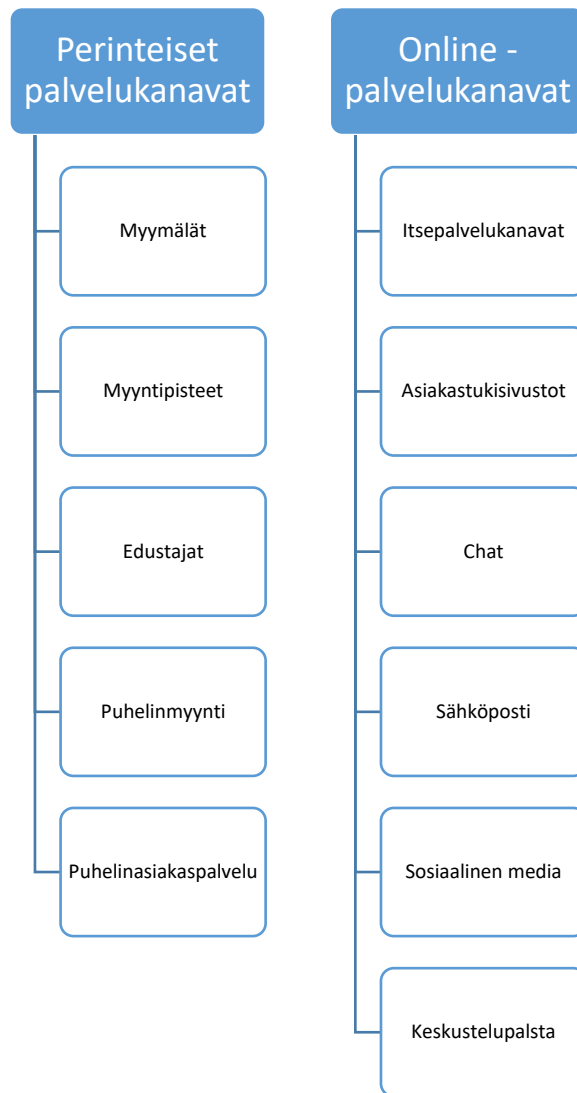 Perinteiset
palvelukanavat
Myymälät
Myyntipisteet
Edustajat
Puhelinmyynti
Puhelinasiakaspalvelu
Online -
palvelukanavat
Itsepalvelukanavat
Asiakastukisivustot
Chat
Sähköposti
Sosiaalinen media
Keskustelupalsta